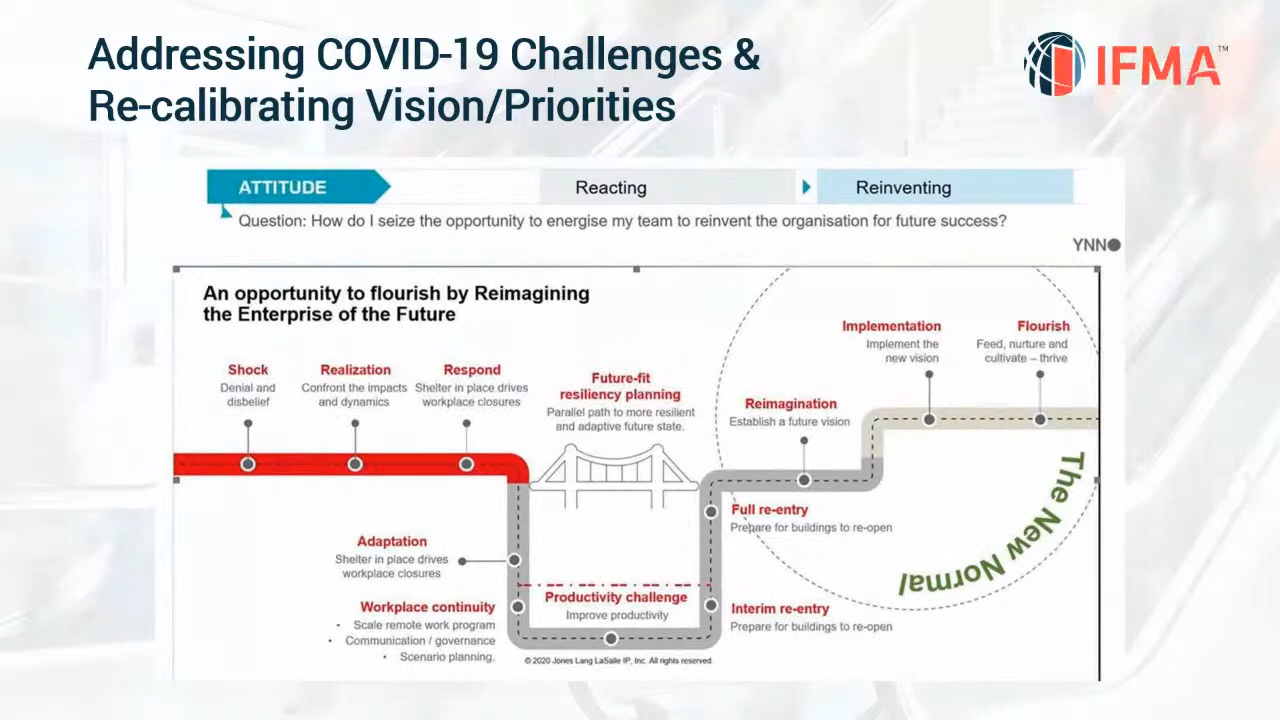 Addressing COVID-19 Challenges &
Re-calibrating Vision/Priorities
IFMA™
ATTITUDE
Reacting
Reinventing
Question: How do I seize the opportunity to energise my team to reinvent the organisation for future success?
YNN
An opportunity to flourish by Reimagining
the Enterprise of the Future
Shock
Denial and
disbelief
Realization
Confront the impacts
and dynamics
Respond
Shelter in place drives
workplace closures
Future-fit
resiliency planning
Parallel path to more resilient
and adaptive future state.
Reimagination
Establish a future vision
Implementation
Implement the
new vision
Flourish
Feed, nurture and
cultivate – thrive
Adaptation
Shelter in place drives
workplace closures
Workplace continuity
• Scale remote work program
• Communication / governance
• Scenario planning.
Productivity challenge
Improve productivity
Full re-entry
Prepare for buildings to re-open
Interim re-entry
Prepare for buildings to re-open
The New Normal
© 2020 Jones Lang LaSalle IP, Inc. All rights reserved